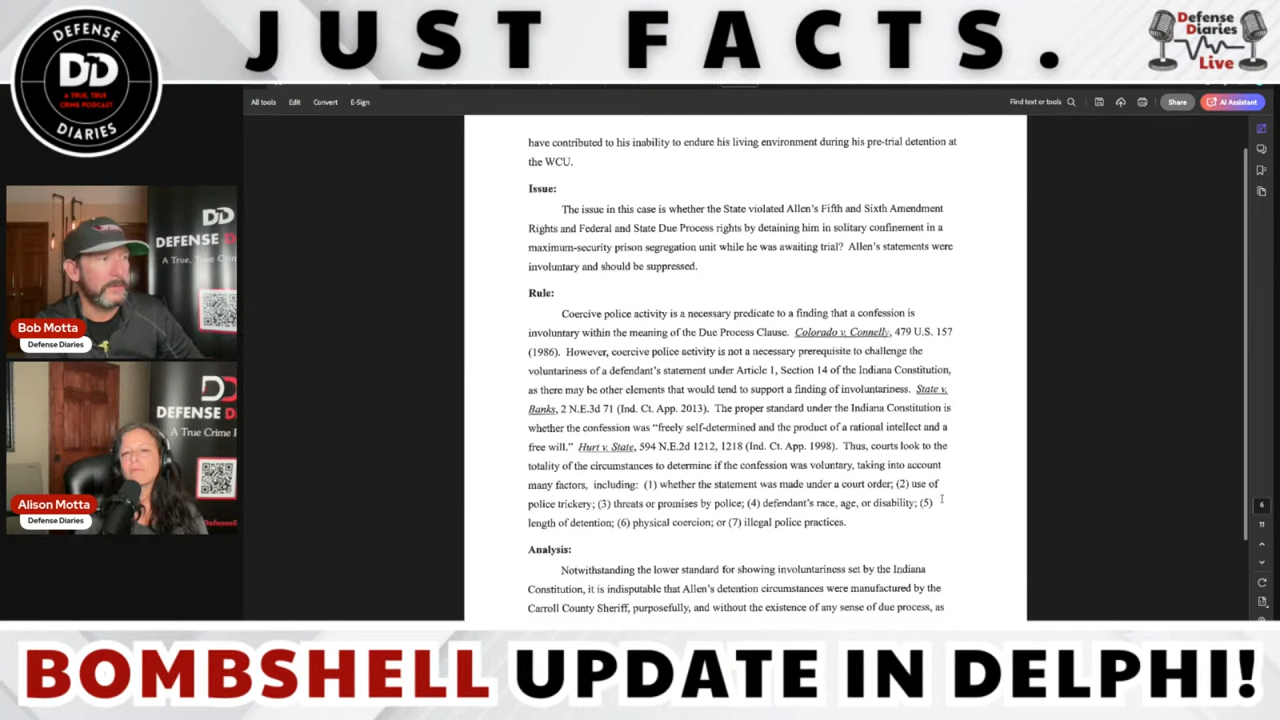 JUST FACTS.
DEFENSE
DD
A TRUE, TRUE
CRIME PODCAST
DIARIES
Defense
Diaries
Live
All tools Edit Convert E-Sign
Find text or tools
Share
AI Assistant
have contributed to his inability to endure his living environment during his pre-trial detention at
the WCU.
Issue:
The issue in this case is whether the State violated Allen's Fifth and Sixth Amendment
Rights and Federal and State Due Process rights by detaining him in solitary confinement in a
maximum-security prison segregation unit while he was awaiting trial? Allen's statements were
involuntary and should be suppressed.
Rule:
Coercive police activity is a necessary predicate to a finding that a confession is
involuntary within the meaning of the Due Process Clause. Colorado v. Connelly, 479 U.S. 157
(1986). However, coercive police activity is not a necessary prerequisite to challenge the
voluntariness of a defendant's statement under Article 1, Section 14 of the Indiana Constitution,
as there may be other elements that would tend to support a finding of involuntariness. State v.
Banks, 2 N.E.3d 71 (Ind. Ct. App. 2013). The proper standard under the Indiana Constitution is
whether the confession was "freely self-determined and the product of a rational intellect and a
free will." Hurt v. State, 594 N.E.2d 1212, 1218 (Ind. Ct. App. 1998). Thus, courts look to the
totality of the circumstances to determine if the confession was voluntary, taking into account
many factors, including: (1) whether the statement was made under a court order; (2) use of
police trickery; (3) threats or promises by police; (4) defendant's race, age, or disability; (5)
length of detention; (6) physical coercion; or (7) illegal police practices.
Analysis:
Notwithstanding the lower standard for showing involuntariness set by the Indiana
Constitution, it is indisputable that Allen's detention circumstances were manufactured by the
Carroll County Sheriff, purposefully, and without the existence of any sense of due process, as
6
11
DD
DEFENSE D
A True, True Cri
Bob Motta
Defense Diaries
DEFENSE D
A True Crime P
Alison Motta
Defense Diaries
BOMBSHELL UPDATE IN DELPHI!